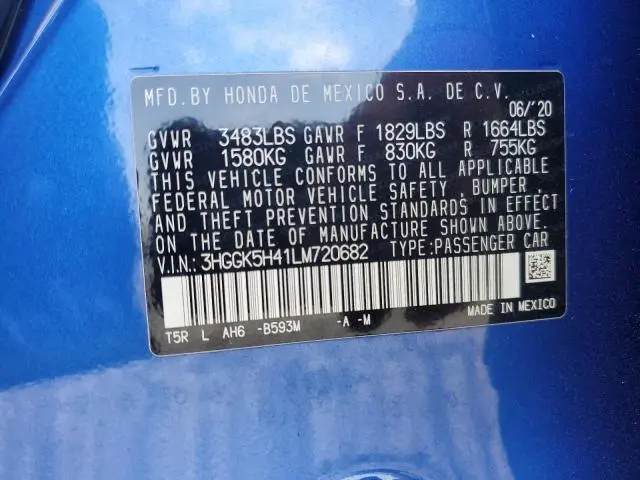 MFD.BY HONDA DE MEXICO S.A. DE C.V.
06/'20
GVWR 3483LBS GAWR F 1829LBS R 1664LBS
GVWR 1580KG GAWR F 830KG R 755KG
THIS VEHICLE CONFORMS TO ALL APPLICABLE
FEDERAL MOTOR VEHICLE SAFETY , BUMPER ,
AND THEFT PREVENTION STANDARDS IN EFFECT
ON THE DATE OF MANUFACTURE SHOWN ABOVE.
V.I.N.: 3HGGK5H41LM720682 TYPE:PASSENGER CAR
MADE IN MEXICO
T5R L AH6 -B593M -A -M